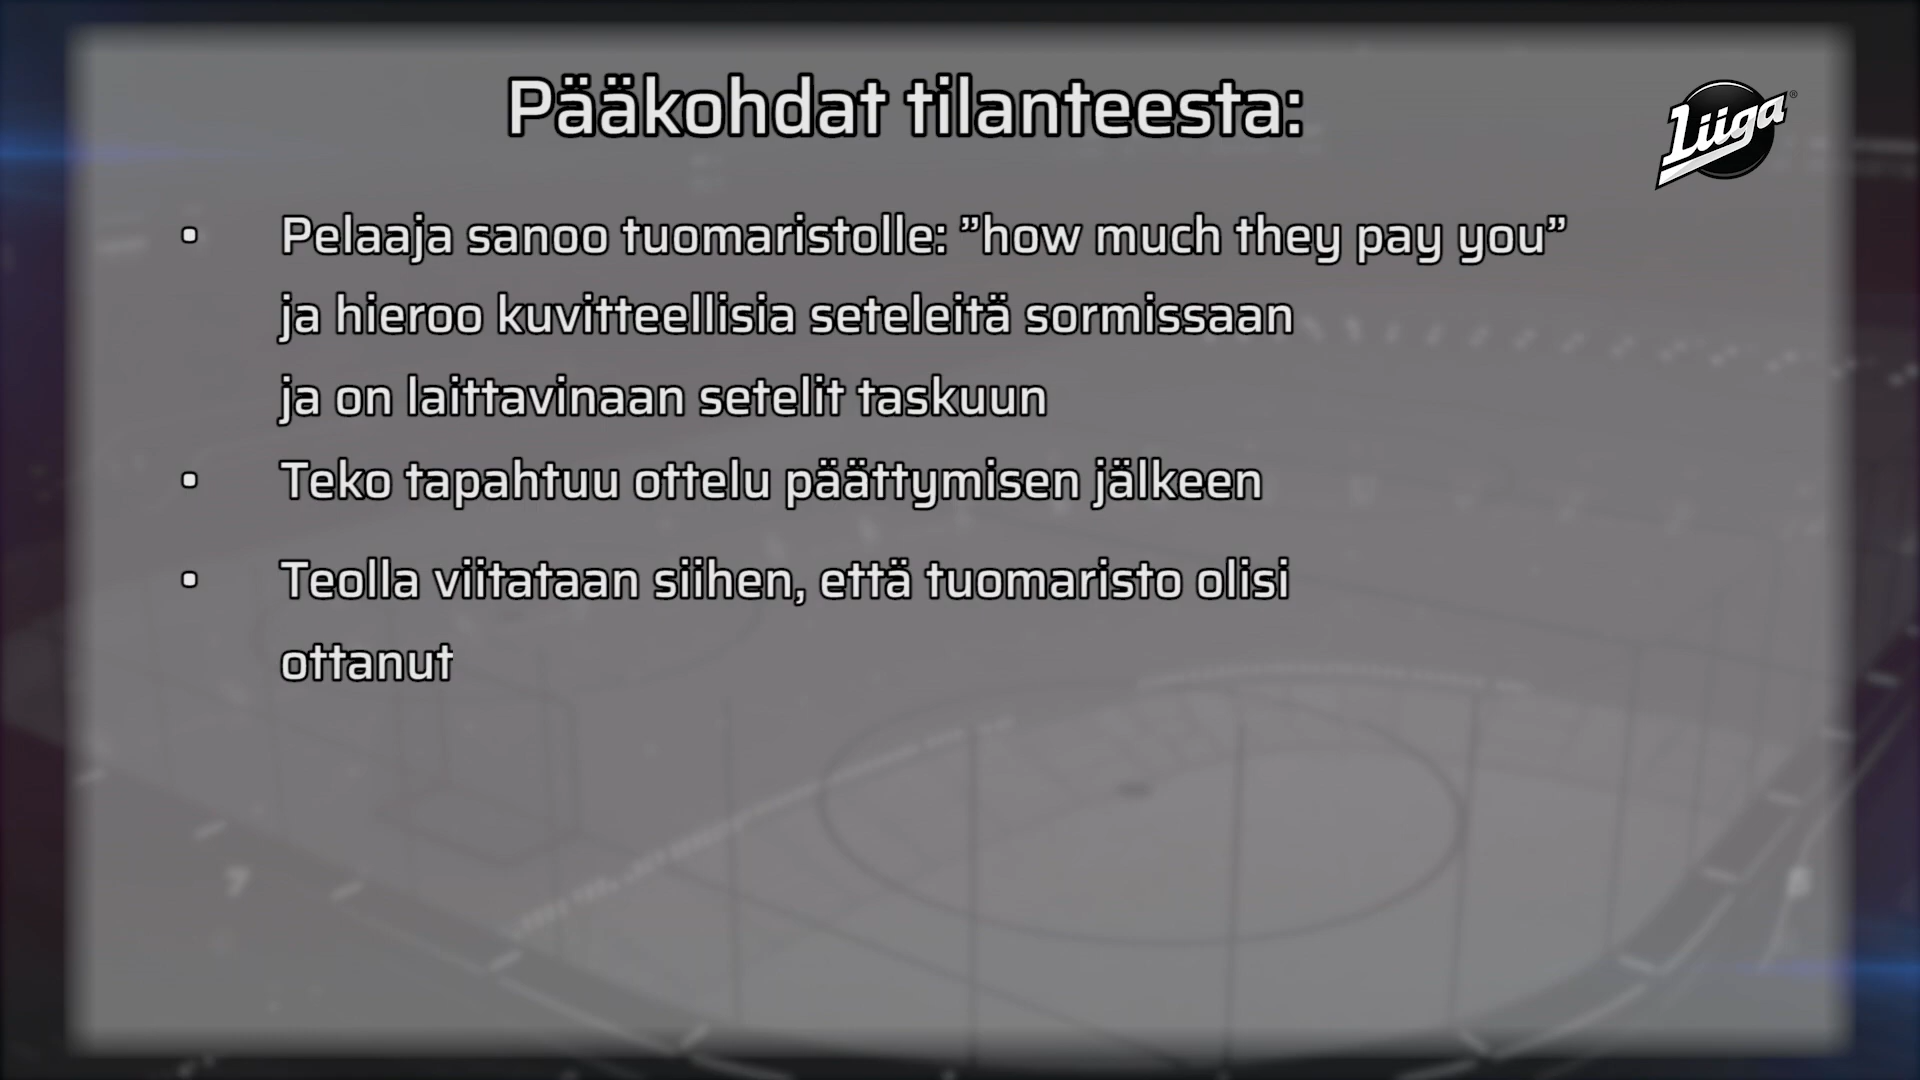 Pääkohdat tilanteesta:
Liiga®
• Pelaaja sanoo tuomaristolle: ”how much they pay you”
ja hieroo kuvitteellisia seteleitä sormissaan
ja on laittavinaan setelit taskuun
• Teko tapahtuu ottelu päättymisen jälkeen
• Teolla viitataan siihen, että tuomaristo olisi
ottanut